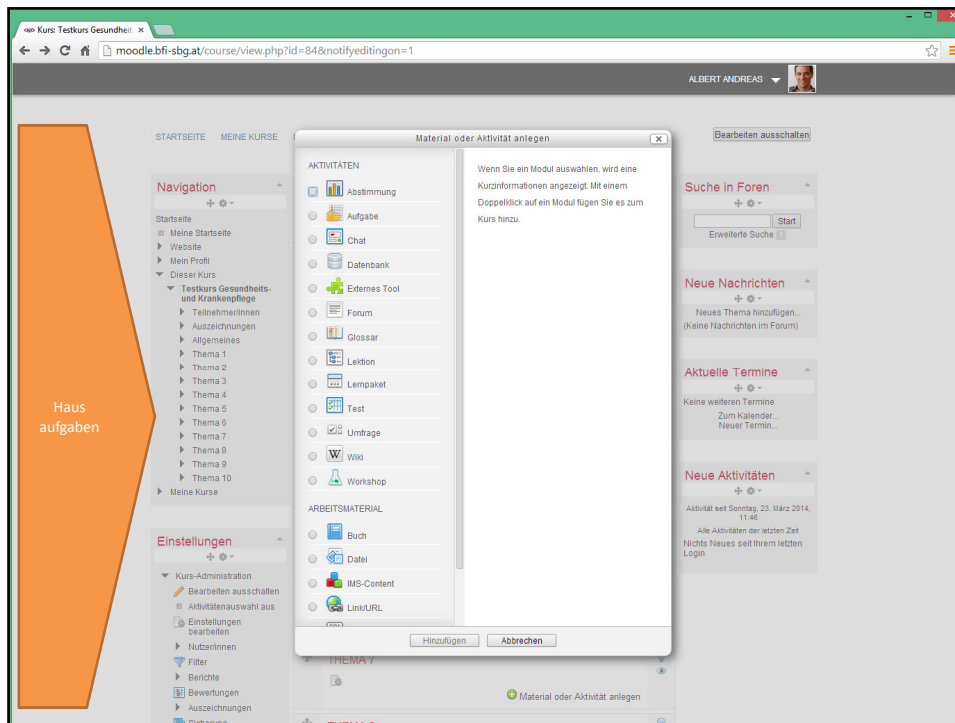 Kurs: Testkurs Gesundheit
moodle.bfi-sbg.at/course/view.php?id=84&notifyeditingon=1
ALBERT ANDREAS
Haus
aufgaben
STARTSEITE MEINE KURSE
Bearbeiten ausschalten
Navigation
Startseite
Meine Startseite
Website
Mein Profil
Dieser Kurs
Testkurs Gesundheits-
und Krankenpflege
Teilnehmer/innen
Auszeichnungen
Allgemeines
Thema 1
Thema 2
Thema 3
Thema 4
Thema 5
Thema 6
Thema 7
Thema 8
Thema 9
Thema 10
Meine Kurse
Einstellungen
Kurs-Administration
Bearbeiten ausschalten
Aktivitätenauswahl aus
Einstellungen
bearbeiten
Nutzer/innen
Filter
Berichte
Bewertungen
Auszeichnungen
Sicherung
Material oder Aktivität anlegen
AKTIVITÄTEN
Abstimmung
Aufgabe
Chat
Datenbank
Externes Tool
Forum
Glossar
Lektion
Lernpaket
Test
Umfrage
Wiki
Workshop
ARBEITSMATERIAL
Buch
Datei
IMS-Content
Link/URL
Wenn Sie ein Modul auswählen, wird eine
Kurzinformationen angezeigt. Mit einem
Doppelklick auf ein Modul fügen Sie es zum
Kurs hinzu.
Hinzufügen Abbrechen
THEMA 7
Material oder Aktivität anlegen
Suche in Foren
Start
Erweiterte Suche
Neue Nachrichten
Neues Thema hinzufügen...
(Keine Nachrichten im Forum)
Aktuelle Termine
Keine weiteren Termine
Zum Kalender...
Neuer Termin...
Neue Aktivitäten
Aktivität seit Sonntag, 23. März 2014,
11:46
Alle Aktivitäten der letzten Zeit
Nichts Neues seit Ihrem letzten
Login